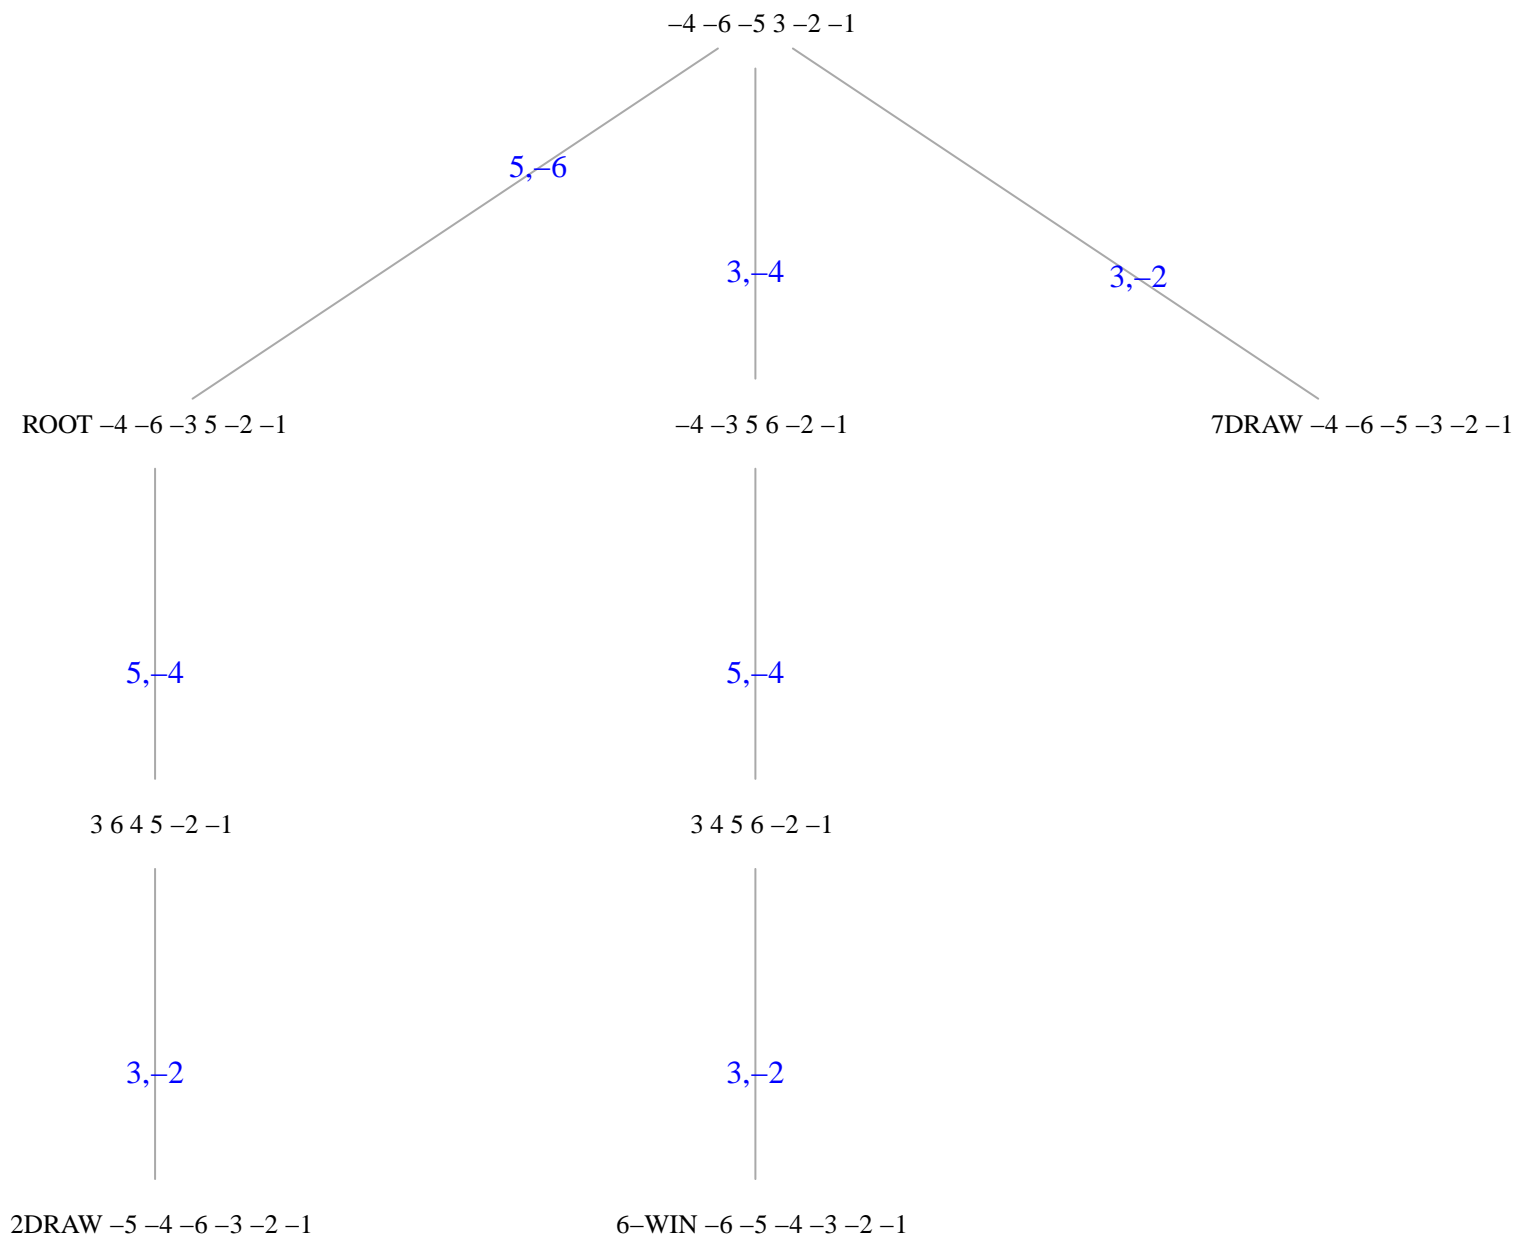 –4 –6 –5 3 –2 –1
5,–6
3,–4
3,–2
ROOT –4 –6 –3 5 –2 –1
–4 –3 5 6 –2 –1
7DRAW –4 –6 –5 –3 –2 –1
5,–4
5,–4
3 6 4 5 –2 –1
3 4 5 6 –2 –1
3,–2
3,–2
2DRAW –5 –4 –6 –3 –2 –1
6–WIN –6 –5 –4 –3 –2 –1